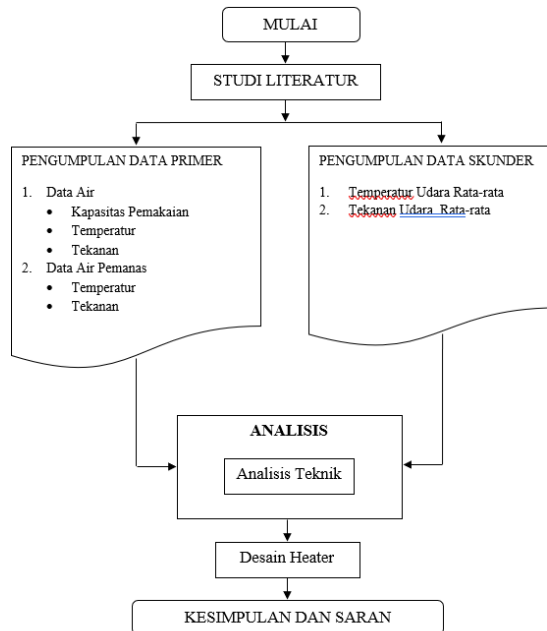 MULAI
STUDI LITERATUR
PENGUMPULAN DATA PRIMER
1. Data Air
• Kapasitas Pemakaian
• Temperatur
• Tekanan
2. Data Air Pemanas
• Temperatur
• Tekanan
PENGUMPULAN DATA SKUNDER
1. Temperatur Udara Rata-rata
2. Tekanan Udara Rata-rata
ANALISIS
Analisis Teknik
Desain Heater
KESIMPULAN DAN SARAN